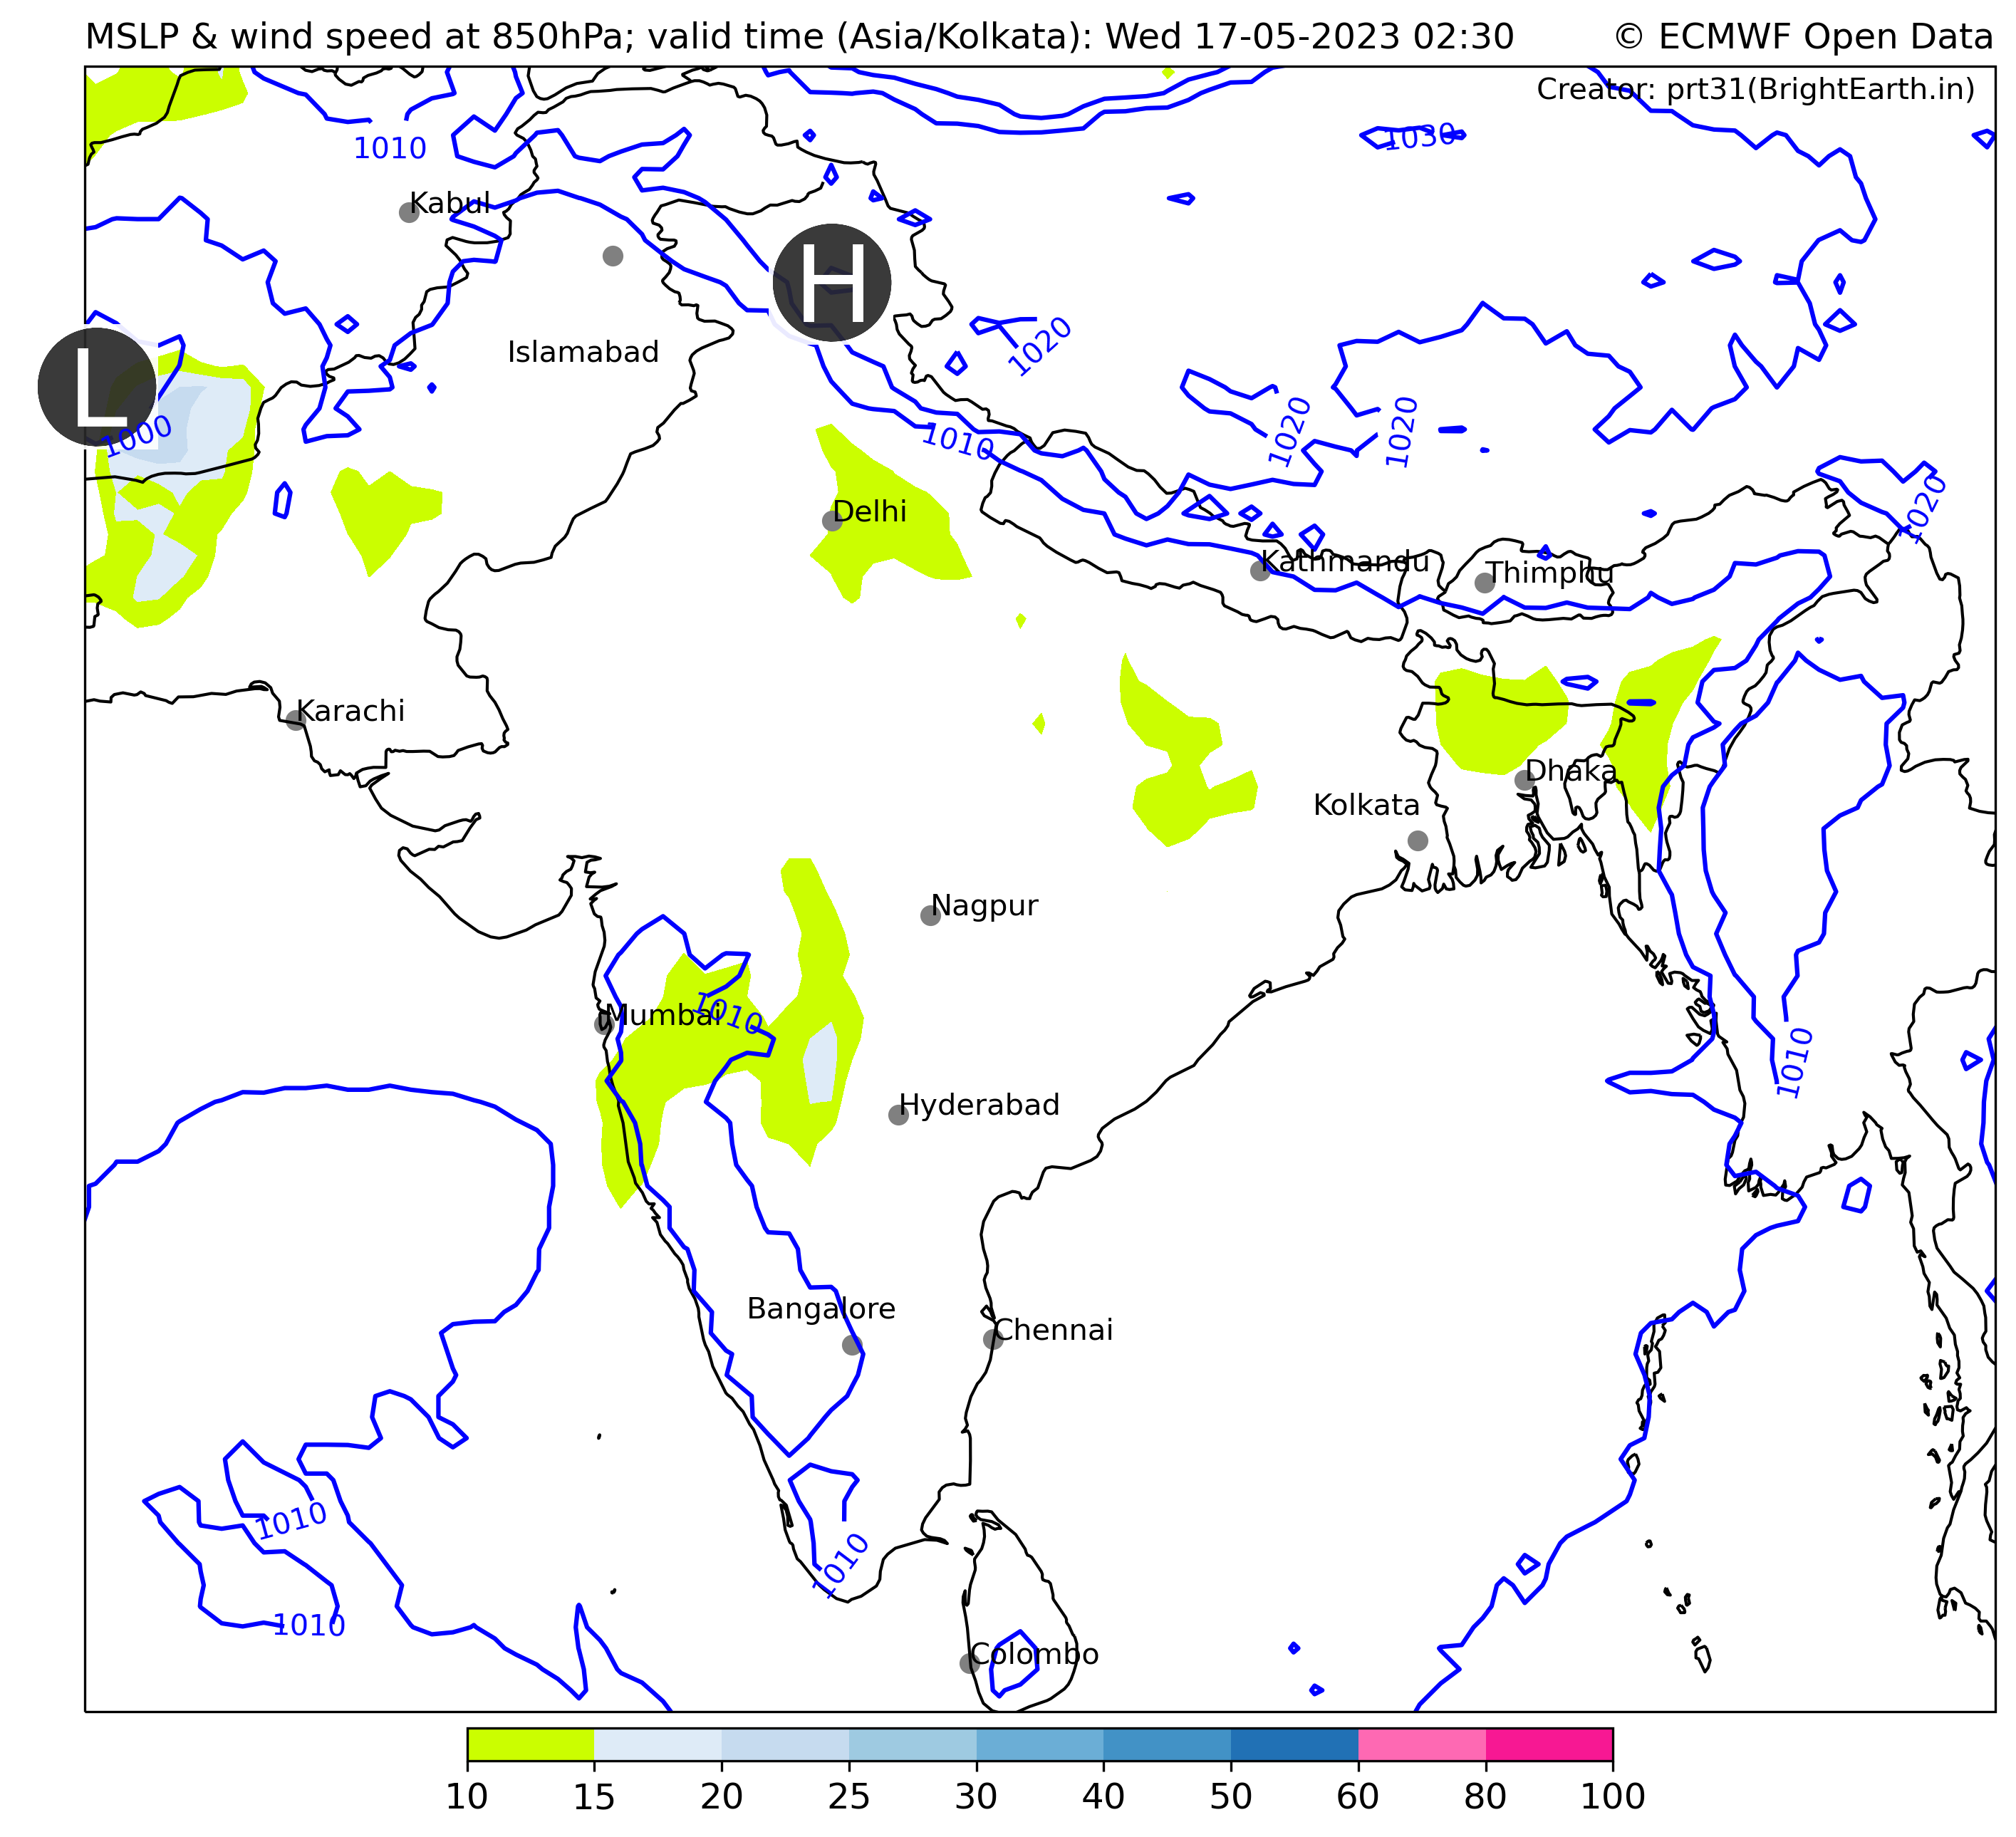 MSLP & wind speed at 850hPa; valid time (Asia/Kolkata): Wed 17-05-2023 02:30
© ECMWF Open Data
Creator: prt31(BrightEarth.in)
1030
1010
Kabul
H
1020
Islamabad
L
1000
1010
1020
1020
1020
Delhi
Kathmandu
Thimphu
Karachi
Dhaka
Kolkata
Nagpur
Mumbai
1010
1010
Hyderabad
Bangalore
Chennai
1010
1010
1010
Colombo
10 15 20 25 30 40 50 60 80 100